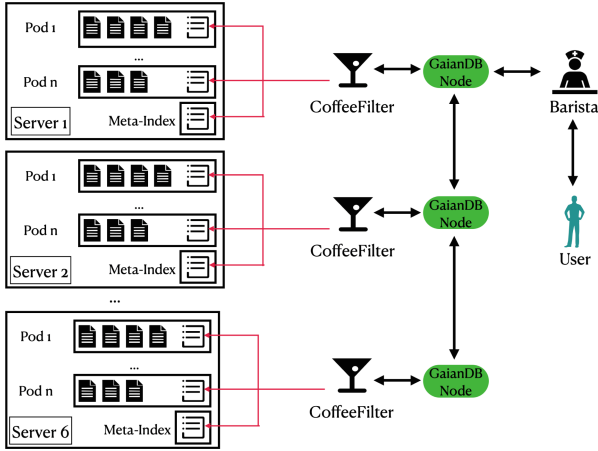 Pod 1
...
Pod n
Server 1
Meta-Index
CoffeeFilter
GaianDB
Node
Barista
Pod 1
...
Pod n
Server 2
Meta-Index
CoffeeFilter
GaianDB
Node
User
...
Pod 1
...
Pod n
Server 6
Meta-Index
CoffeeFilter
GaianDB
Node